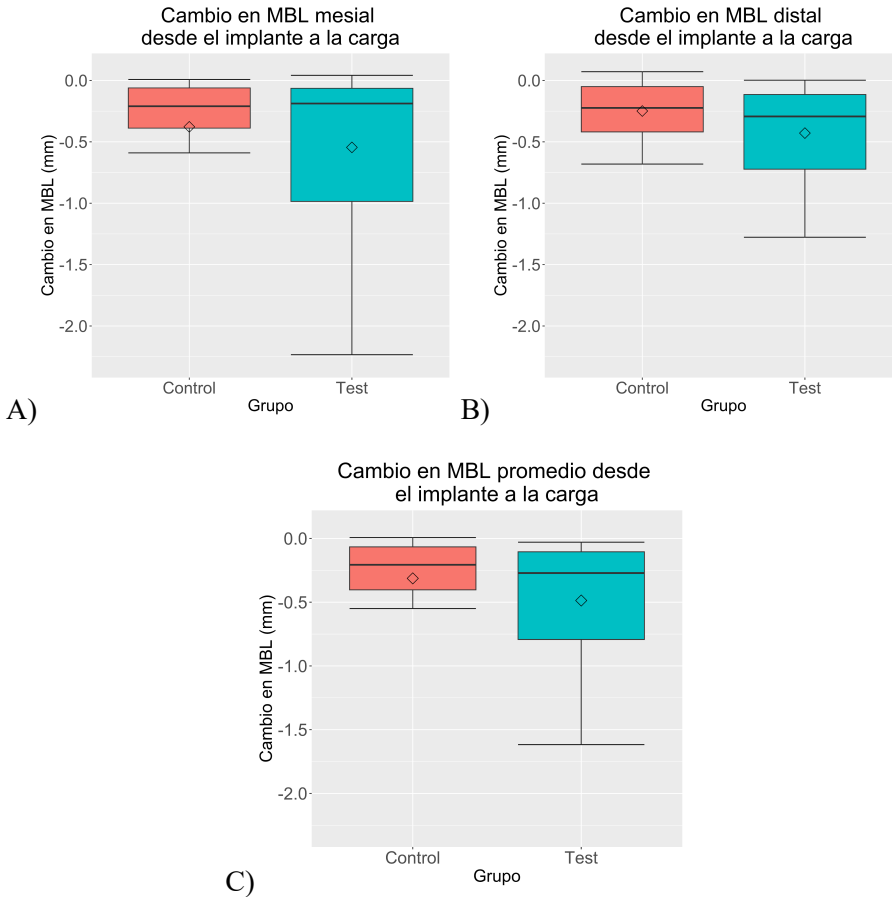 Cambio en MBL mesial
desde el implante a la carga
Cambio en MBL (mm)
0.0
-0.5
-1.0
-1.5
-2.0
Control
Test
Grupo
A)
Cambio en MBL distal
desde el implante a la carga
Cambio en MBL (mm)
0.0
-0.5
-1.0
-1.5
-2.0
Control
Test
Grupo
B)
Cambio en MBL promedio desde
el implante a la carga
Cambio en MBL (mm)
0.0
-0.5
-1.0
-1.5
-2.0
Control
Test
Grupo
C)